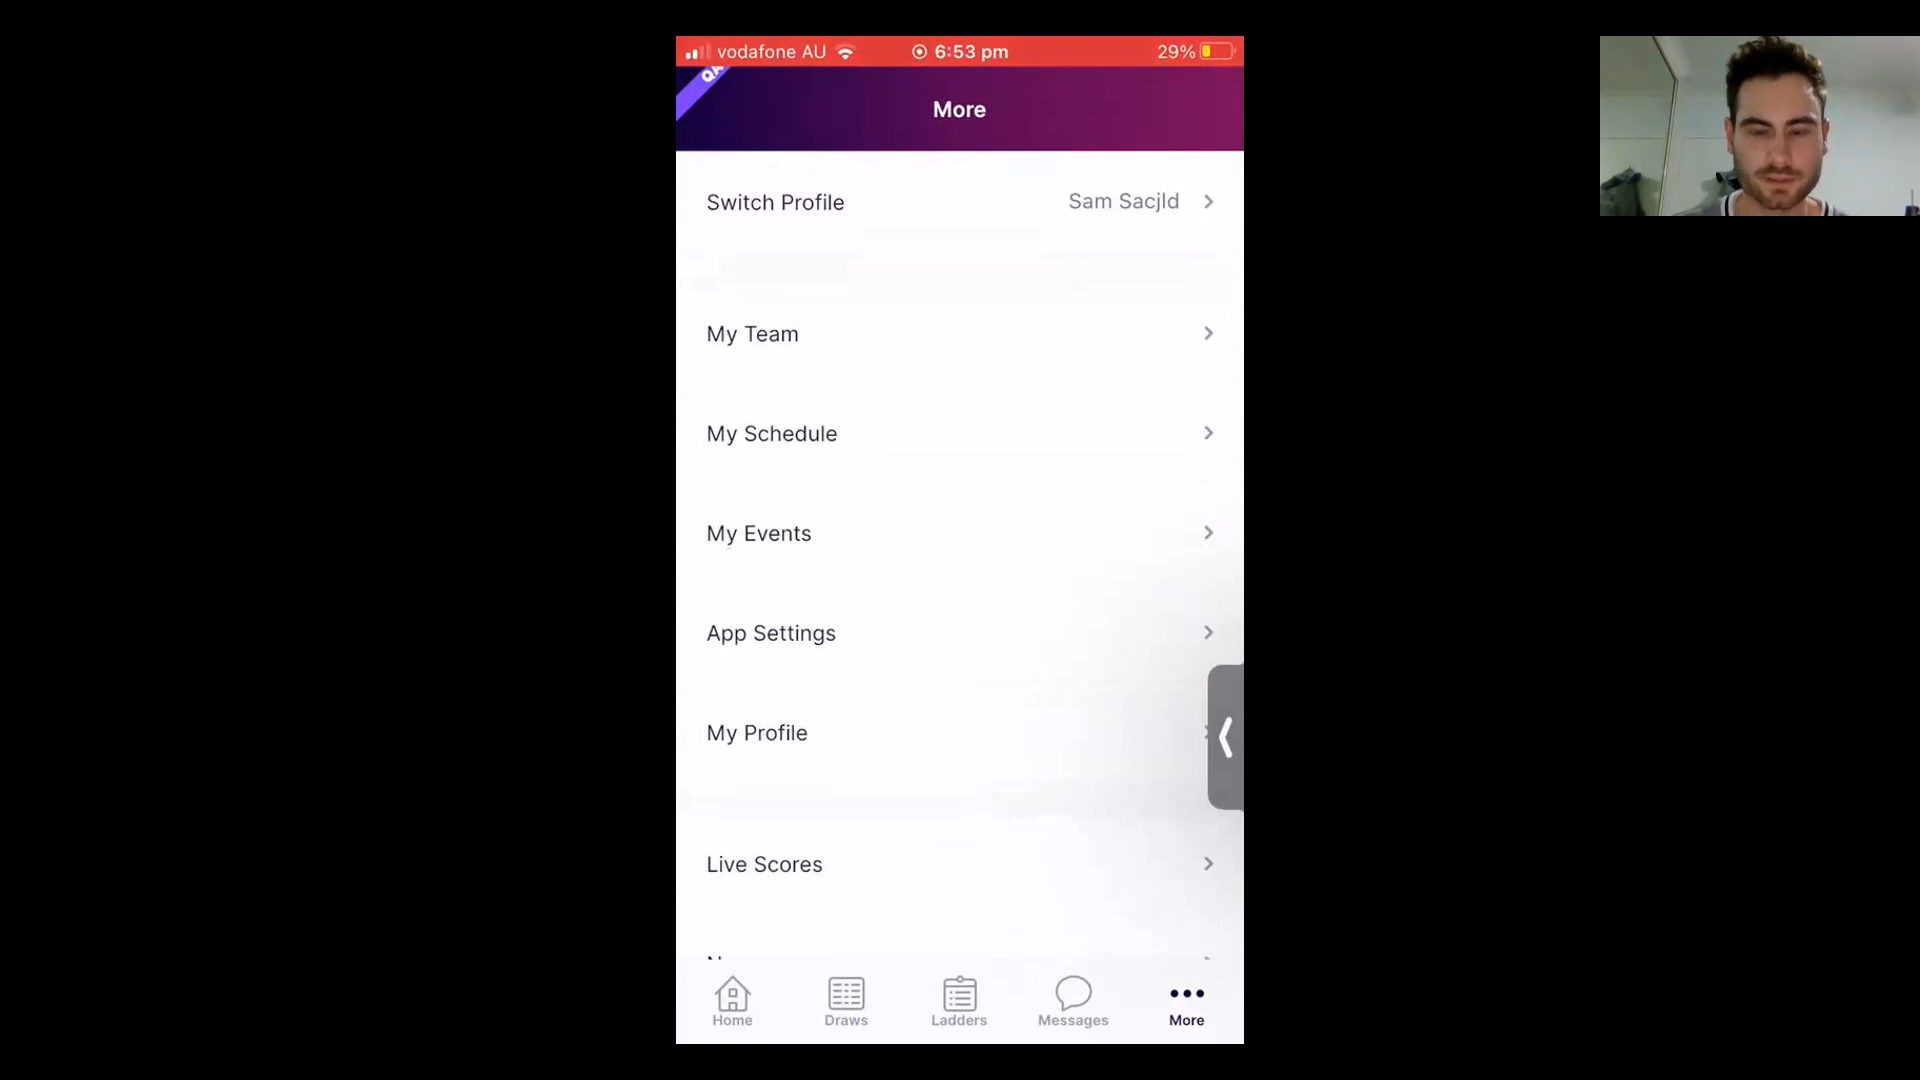 vodafone AU
6:53 pm
29%
QA
More
Switch Profile
Sam Sacjld
My Team
My Schedule
My Events
App Settings
My Profile
Live Scores
Home
Draws
Ladders
Messages
More